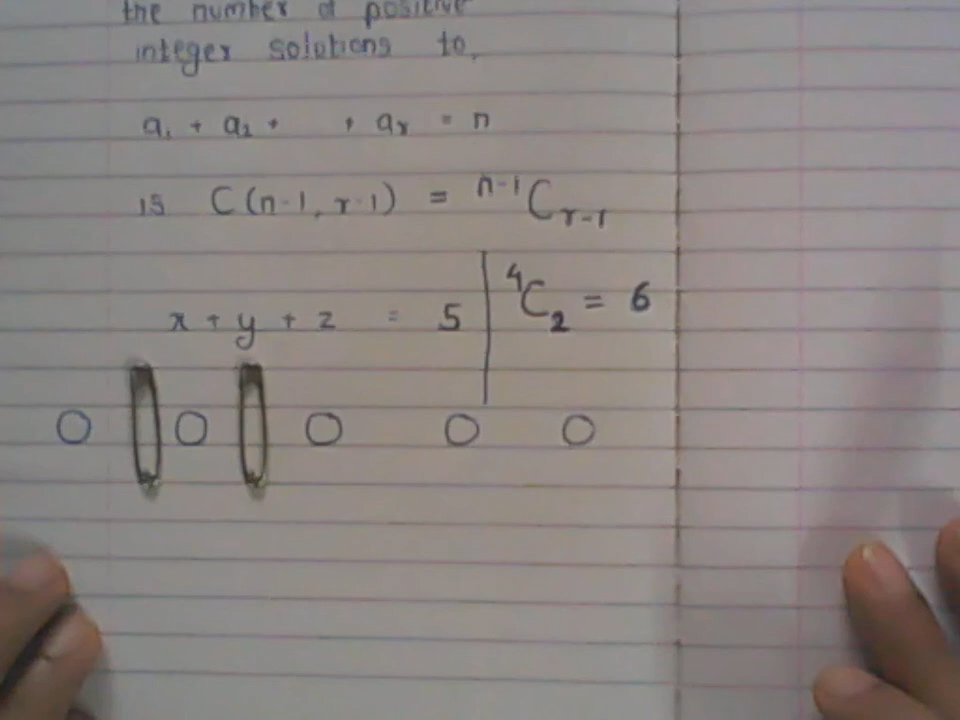 the number of positive
integer solutions to,
a₁ + a₂ + + aᵣ = n
is C(n-1, r-1) = ⁿ⁻¹Cᵣ₋₁
x + y + z = 5 | ⁴C₂ = 6